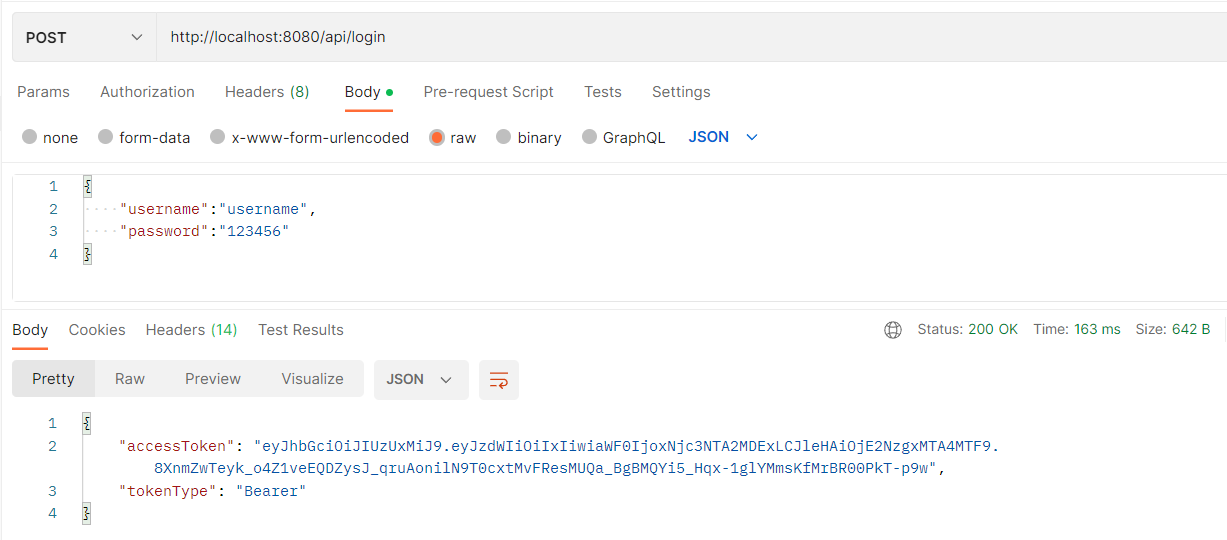 POST http://localhost:8080/api/login
Params Authorization Headers (8) Body Pre-request Script Tests Settings
none form-data x-www-form-urlencoded raw binary GraphQL JSON
1 {
2 "username":"username",
3 "password":"123456"
4 }
Body Cookies Headers (14) Test Results Status: 200 OK Time: 163 ms Size: 642 B
Pretty Raw Preview Visualize JSON
1 {
2 "accessToken": "eyJhbGciOiJIUzUxMiJ9.eyJzdWIiOiIxIiwiaWF0IjoxNjc3NTA2MDExLCJleHAiOjE2NzgxMTA4MTF9.
8XnmZwTeyk_o4Z1veEQDZysJ_qruAonilN9T0cxtMvFResMUQa_BgBMQYi5_Hqx-1glYMmsKfMrBR00PkT-p9w",
3 "tokenType": "Bearer"
4 }